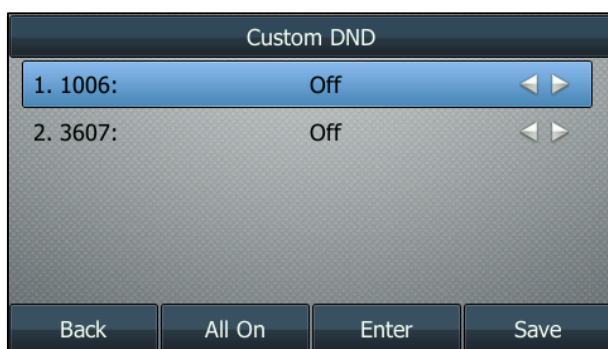 Custom DND
1. 1006: Off
2. 3607: Off
Back All On Enter Save